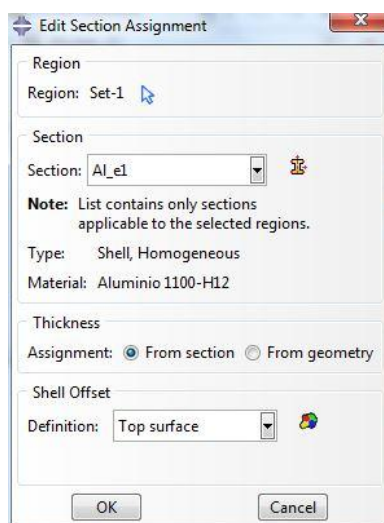 Edit Section Assignment
Region
Region: Set-1
Section
Section: Al_e1
Note: List contains only sections
applicable to the selected regions.
Type: Shell, Homogeneous
Material: Aluminio 1100-H12
Thickness
Assignment: From section From geometry
Shell Offset
Definition: Top surface
OK Cancel